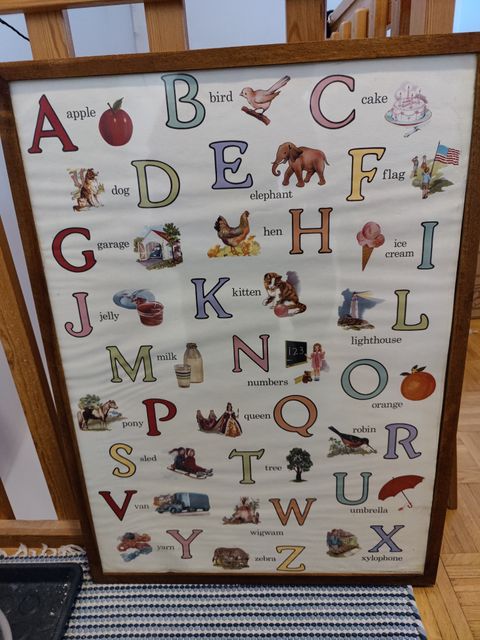 A apple
B bird
C cake
dog D
E elephant
F flag
G garage
hen H
ice cream I
J jelly
K kitten
L lighthouse
M milk
N numbers
123
O orange
pony P
queen Q
robin R
S sled
T tree
U umbrella
V van
W wigwam
xylophone X
yarn Y
zebra Z